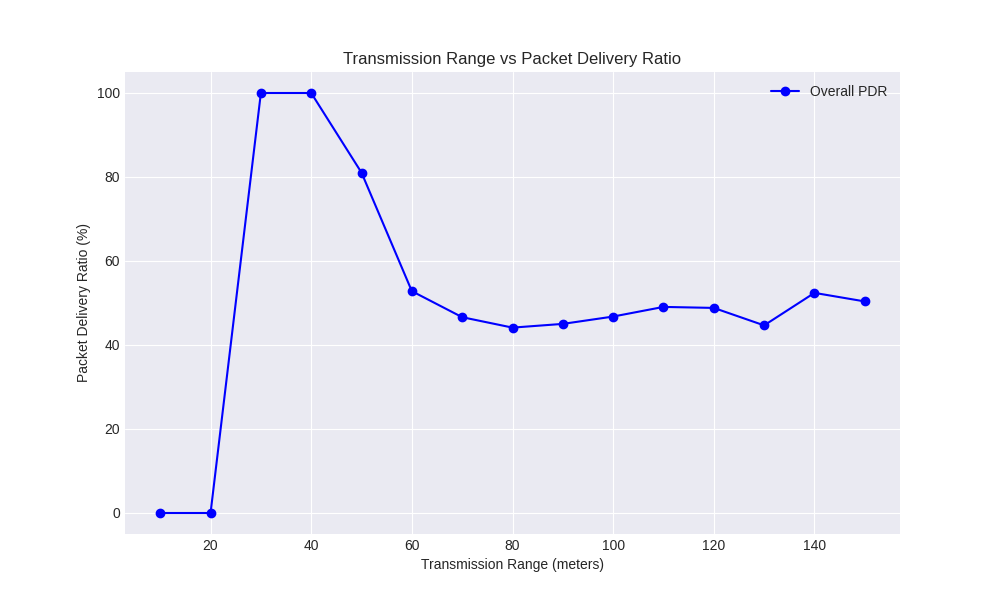 Transmission Range vs Packet Delivery Ratio
Overall PDR
Packet Delivery Ratio (%)
100
80
60
40
20
0
20 40 60 80 100 120 140
Transmission Range (meters)